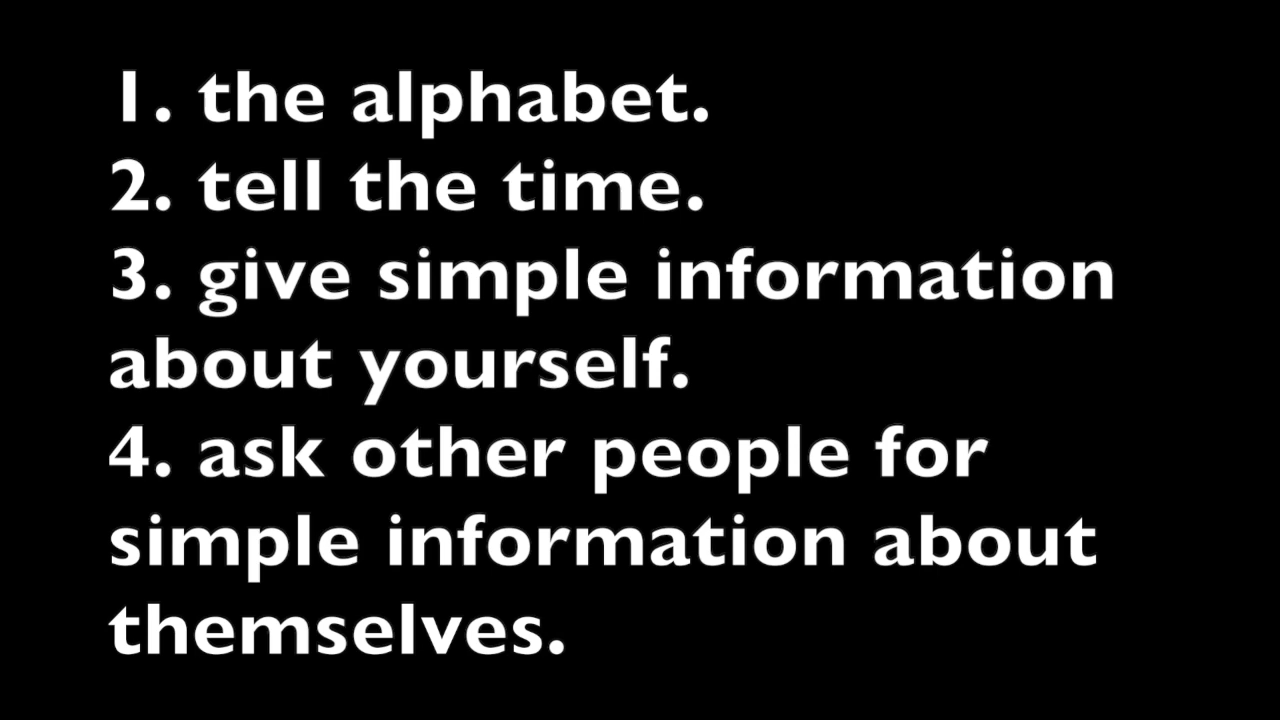 1. the alphabet.
2. tell the time.
3. give simple information
about yourself.
4. ask other people for
simple information about
themselves.